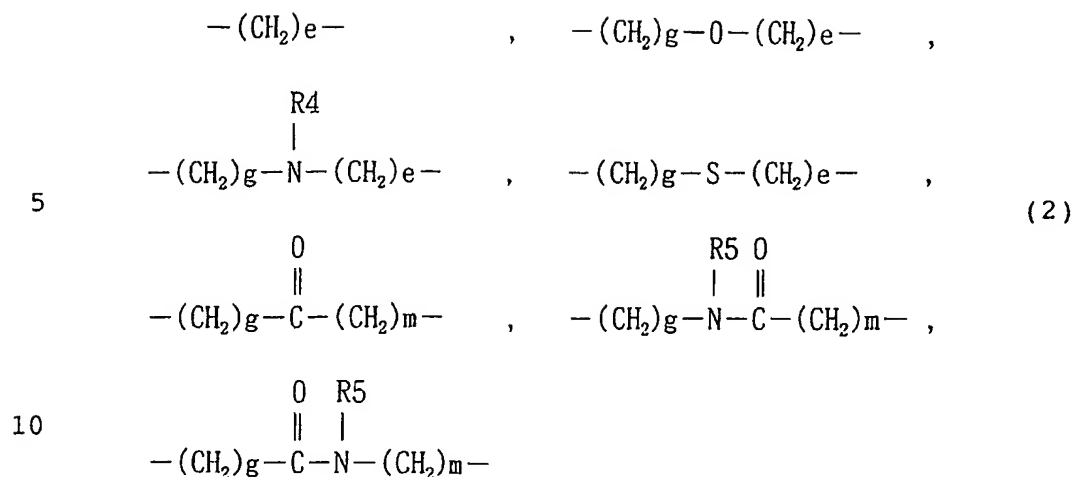 —(CH₂)e— , —(CH₂)g—O—(CH₂)e— ,
R4
|
—(CH₂)g—N—(CH₂)e— , —(CH₂)g—S—(CH₂)e— ,
5
(2)
O R5 O
‖ | ‖
—(CH₂)g—C—(CH₂)m— , —(CH₂)g—N—C—(CH₂)m— ,
O R5
10 ‖ |
—(CH₂)g—C—N—(CH₂)m—